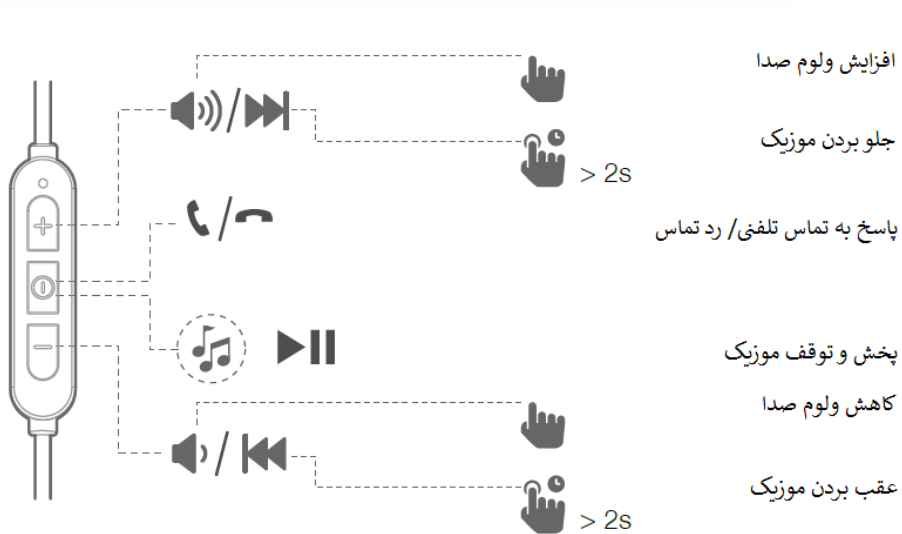 افزایش ولوم صدا
جلو بردن موزیک
> 2s
پاسخ به تماس تلفنی/ رد تماس
پخش و توقف موزیک
کاهش ولوم صدا
عقب بردن موزیک
> 2s